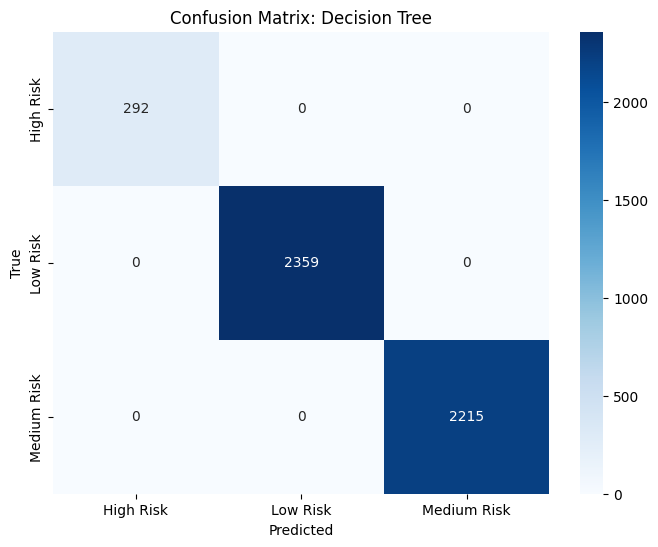 Confusion Matrix: Decision Tree
High Risk
292
0
0
Low Risk
0
2359
0
Medium Risk
0
0
2215
True
High Risk
Low Risk
Medium Risk
Predicted
2000
1500
1000
500
0